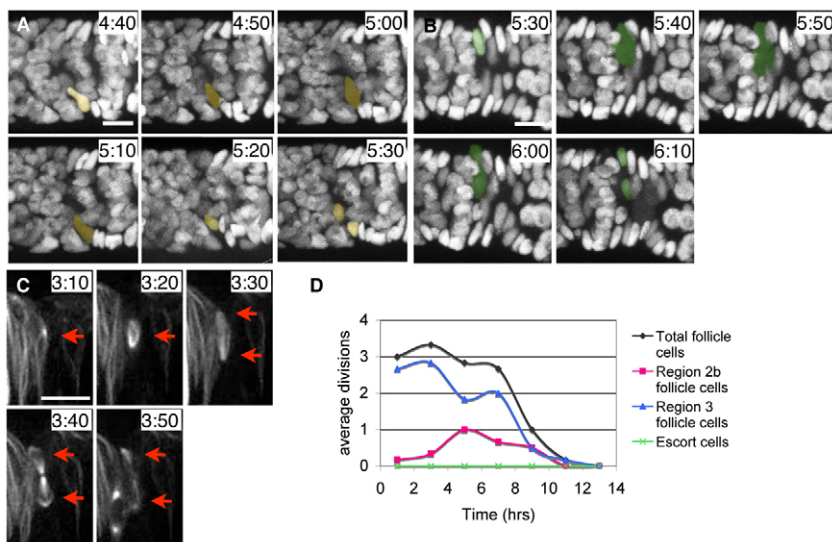 A
4:40
4:50
5:00
B
5:30
5:40
5:50
5:10
5:20
5:30
6:00
6:10
C
3:10
3:20
3:30
3:40
3:50
D
average divisions
4
3
2
1
0
0 2 4 6 8 10 12 14
Time (hrs)
Total follicle
cells
Region 2b
follicle cells
Region 3
follicle cells
Escort cells